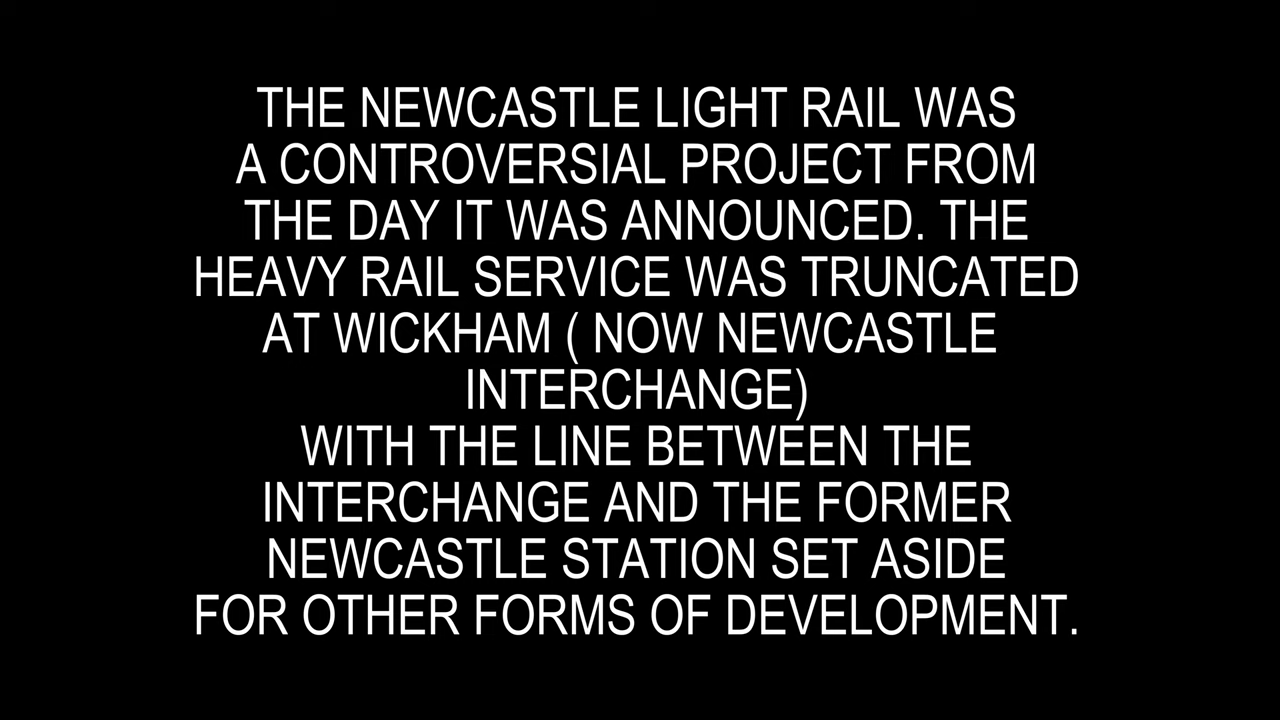 THE NEWCASTLE LIGHT RAIL WAS
A CONTROVERSIAL PROJECT FROM
THE DAY IT WAS ANNOUNCED. THE
HEAVY RAIL SERVICE WAS TRUNCATED
AT WICKHAM ( NOW NEWCASTLE
INTERCHANGE)
WITH THE LINE BETWEEN THE
INTERCHANGE AND THE FORMER
NEWCASTLE STATION SET ASIDE
FOR OTHER FORMS OF DEVELOPMENT.